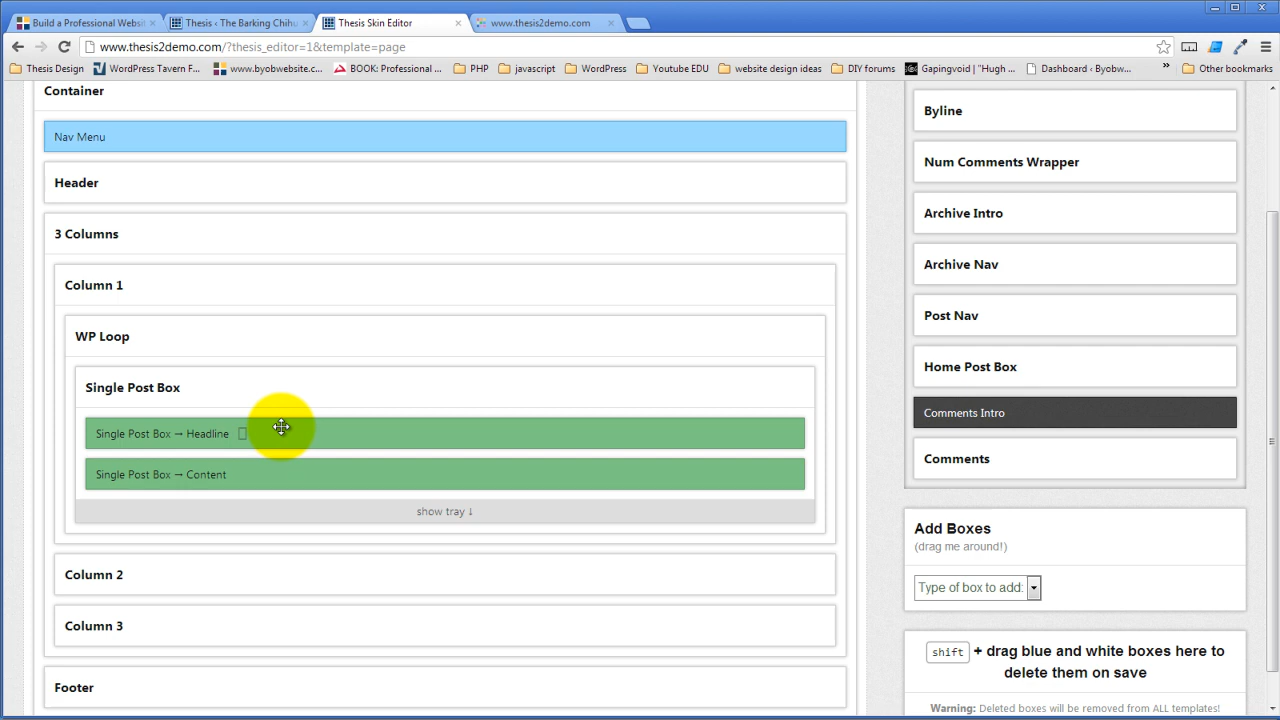 Build a Professional Websit
Thesis ‹ The Barking Chihu
Thesis Skin Editor
www.thesis2demo.com
www.thesis2demo.com/?thesis_editor=1&template=page
Thesis Design
WordPress Tavern F...
www.byobwebsite.c...
BOOK: Professional ...
PHP
javascript
WordPress
Youtube EDU
website design ideas
DIY forums
Gapingvoid | "Hugh ...
Dashboard ‹ Byobw...
»
Other bookmarks
Container
Nav Menu
Header
3 Columns
Column 1
WP Loop
Single Post Box
Single Post Box → Headline
Single Post Box → Content
show tray ↓
Column 2
Column 3
Footer
Byline
Num Comments Wrapper
Archive Intro
Archive Nav
Post Nav
Home Post Box
Comments Intro
Comments
Add Boxes
(drag me around!)
Type of box to add:
shift + drag blue and white boxes here to
delete them on save
Warning: Deleted boxes will be removed from ALL templates!